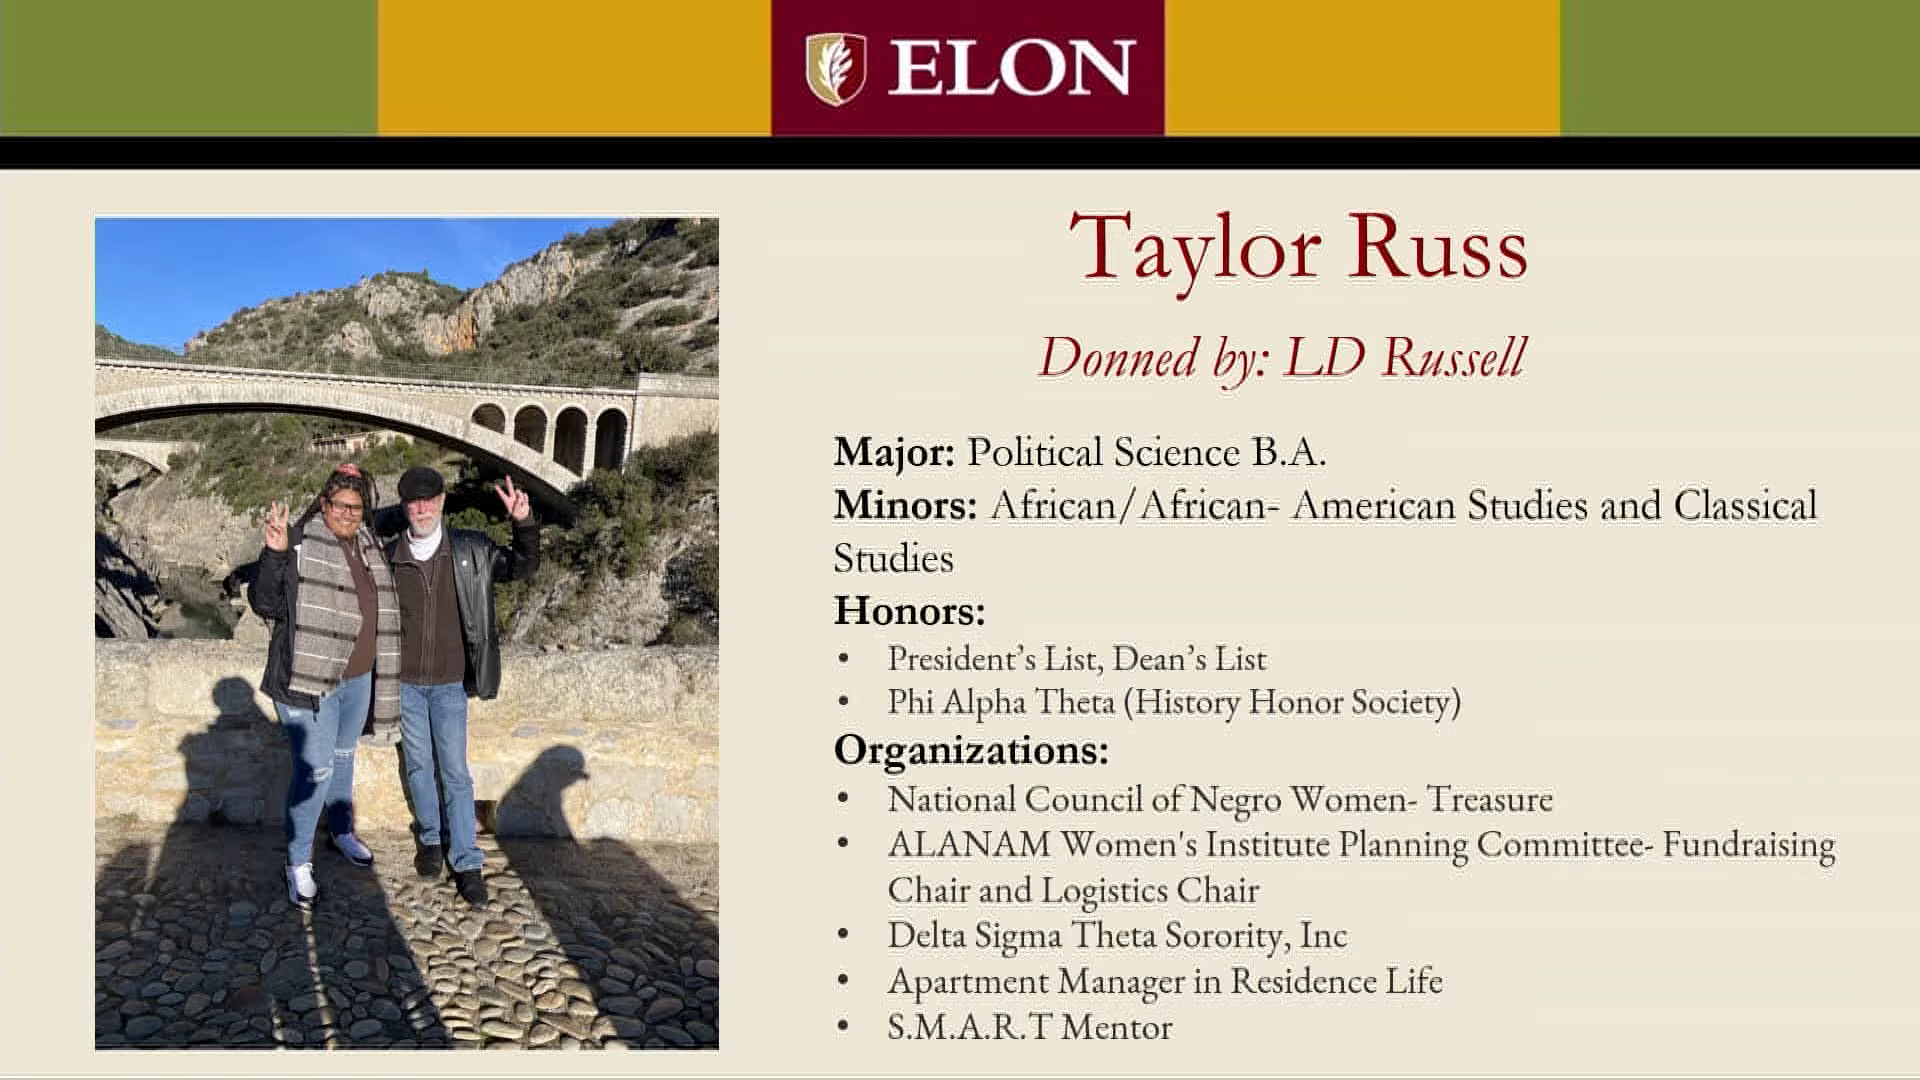 ELON
Taylor Russ
Donned by: LD Russell
Major: Political Science B.A.
Minors: African/African- American Studies and Classical
Studies
Honors:
• President’s List, Dean’s List
• Phi Alpha Theta (History Honor Society)
Organizations:
• National Council of Negro Women- Treasure
• ALANAM Women's Institute Planning Committee- Fundraising
Chair and Logistics Chair
• Delta Sigma Theta Sorority, Inc
• Apartment Manager in Residence Life
• S.M.A.R.T Mentor